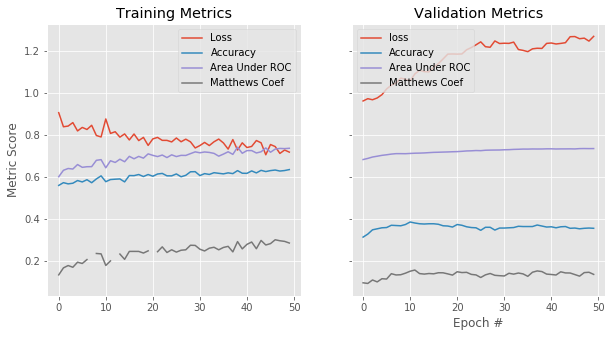 Training Metrics
Validation Metrics
Loss
Accuracy
Area Under ROC
Matthews Coef
loss
Accuracy
Area Under ROC
Matthews Coef
Metric Score
1.2
1.0
0.8
0.6
0.4
0.2
0 10 20 30 40 50
0 10 20 30 40 50
Epoch #